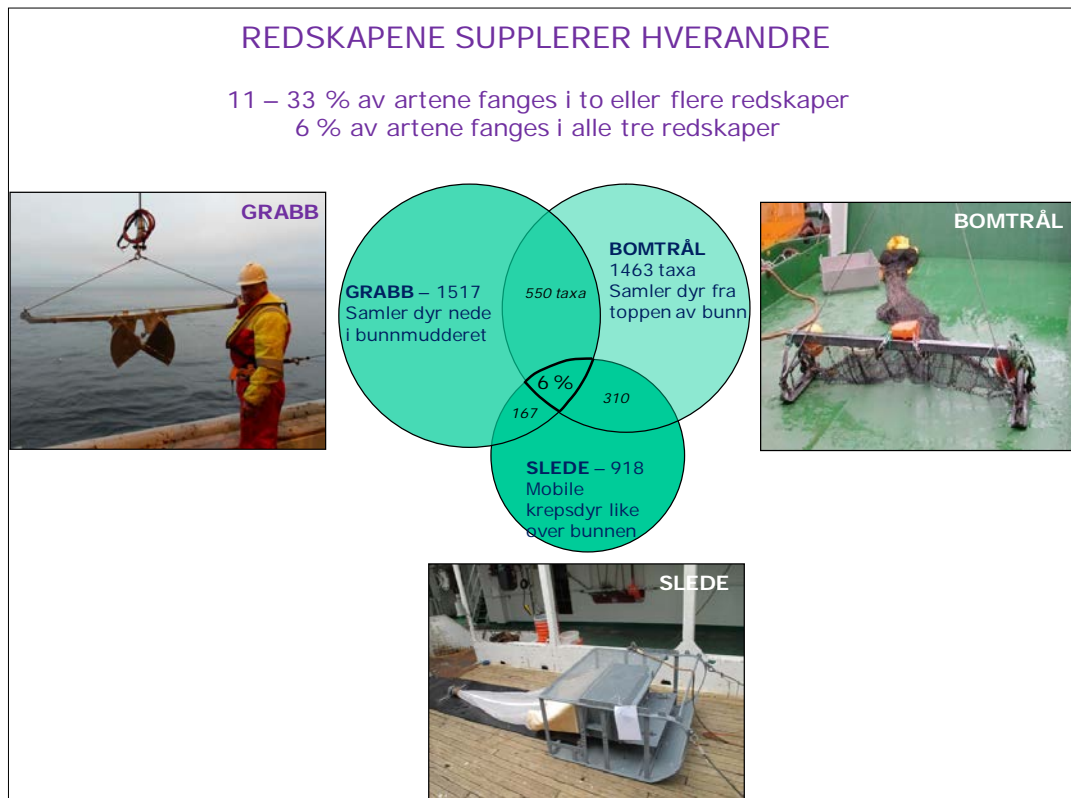 REDSKAPENE SUPPLERER HVERANDRE
11 – 33 % av artene fanges i to eller flere redskaper
6 % av artene fanges i alle tre redskaper
GRABB
GRABB – 1517
Samler dyr nede
i bunnmudderet
550 taxa
BOMTRÅL
1463 taxa
Samler dyr fra
toppen av bunn
BOMTRÅL
6 %
167
310
SLEDE – 918
Mobile
krepsdyr like
over bunnen
SLEDE